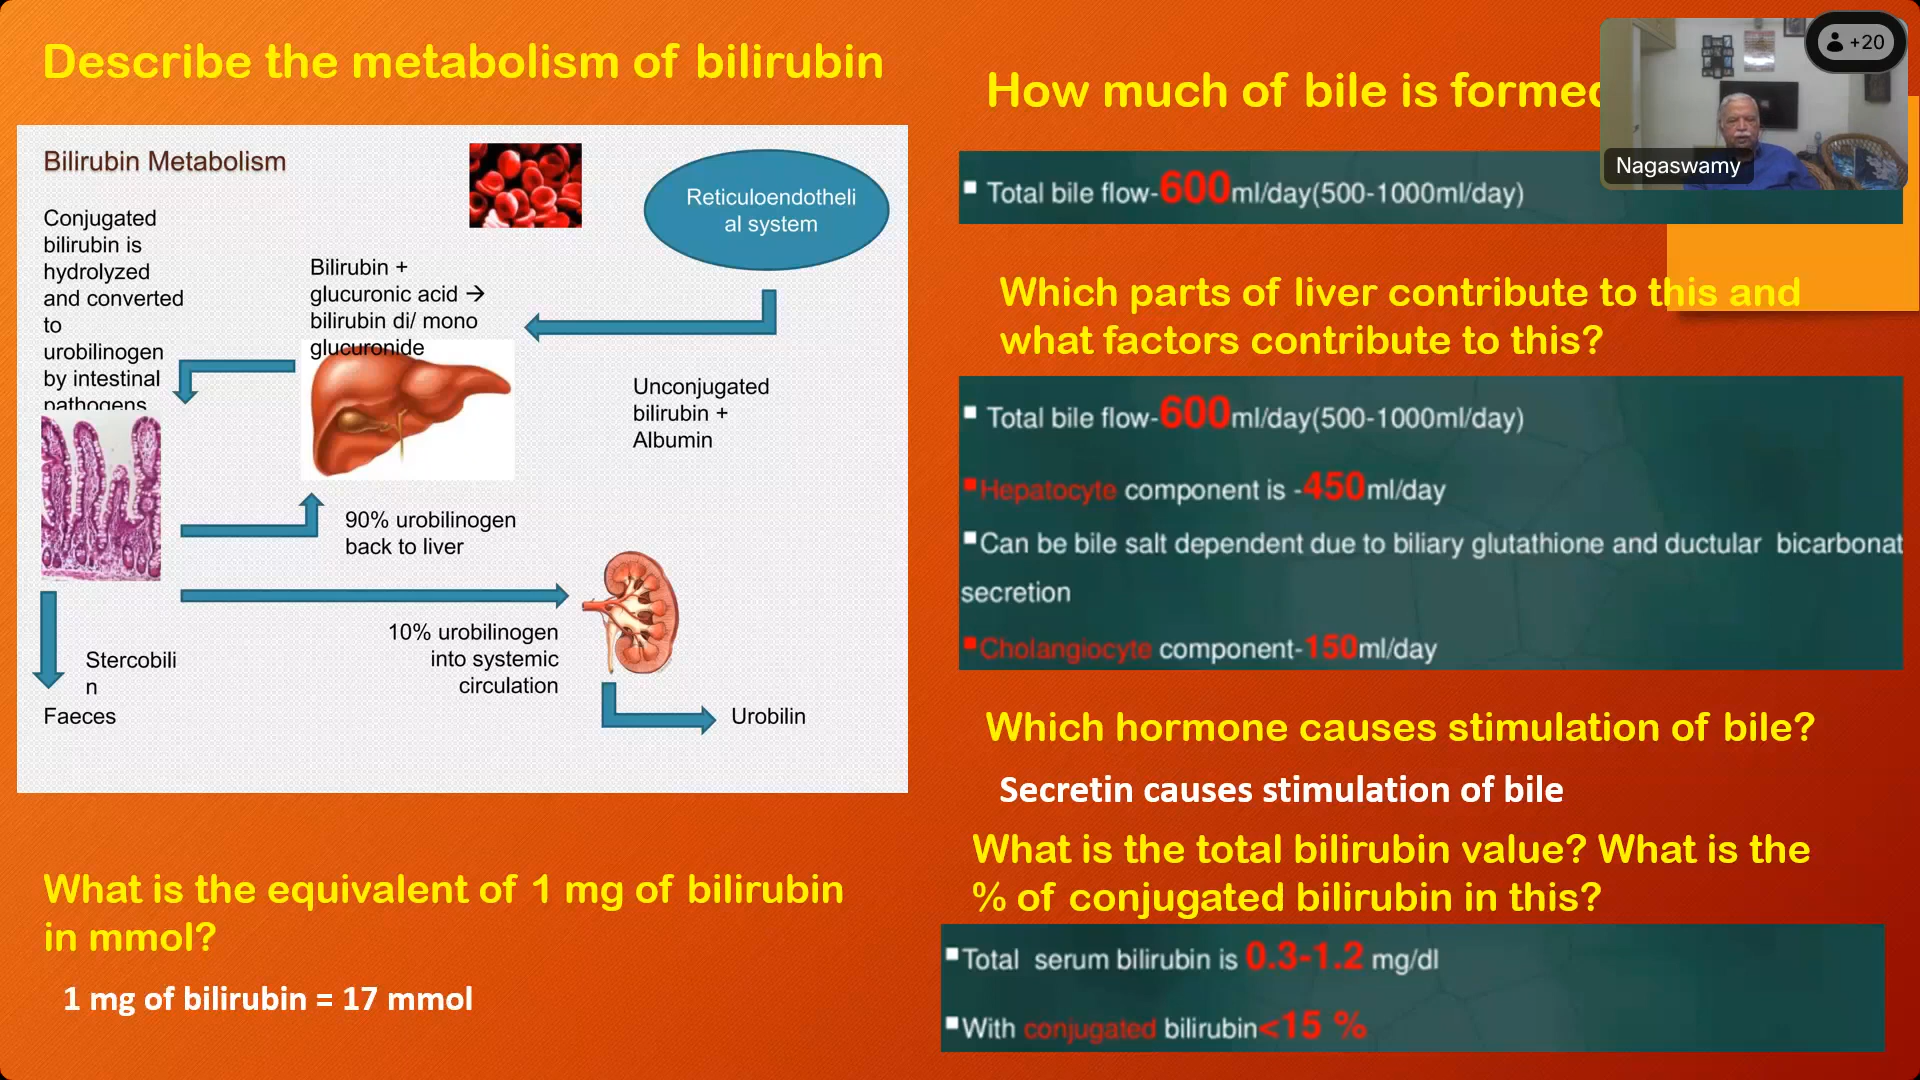 Describe the metabolism of bilirubin
Bilirubin Metabolism
Conjugated
bilirubin is
hydrolyzed
and converted
to
urobilinogen
by intestinal
pathogens
Bilirubin +
glucuronic acid →
bilirubin di/ mono
glucuronide
Reticuloendotheli
al system
Unconjugated
bilirubin +
Albumin
90% urobilinogen
back to liver
10% urobilinogen
into systemic
circulation
Stercobili
n
Faeces
Urobilin
What is the equivalent of 1 mg of bilirubin
in mmol?
1 mg of bilirubin = 17 mmol
How much of bile is formed
Total bile flow-600ml/day(500-1000ml/day)
Which parts of liver contribute to this and
what factors contribute to this?
Total bile flow-600ml/day(500-1000ml/day)
Hepatocyte component is -450ml/day
Can be bile salt dependent due to biliary glutathione and ductular bicarbonat
secretion
Cholangiocyte component-150ml/day
Which hormone causes stimulation of bile?
Secretin causes stimulation of bile
What is the total bilirubin value? What is the
% of conjugated bilirubin in this?
Total serum bilirubin is 0.3-1.2 mg/dl
With conjugated bilirubin<15 %
+20
Nagaswamy